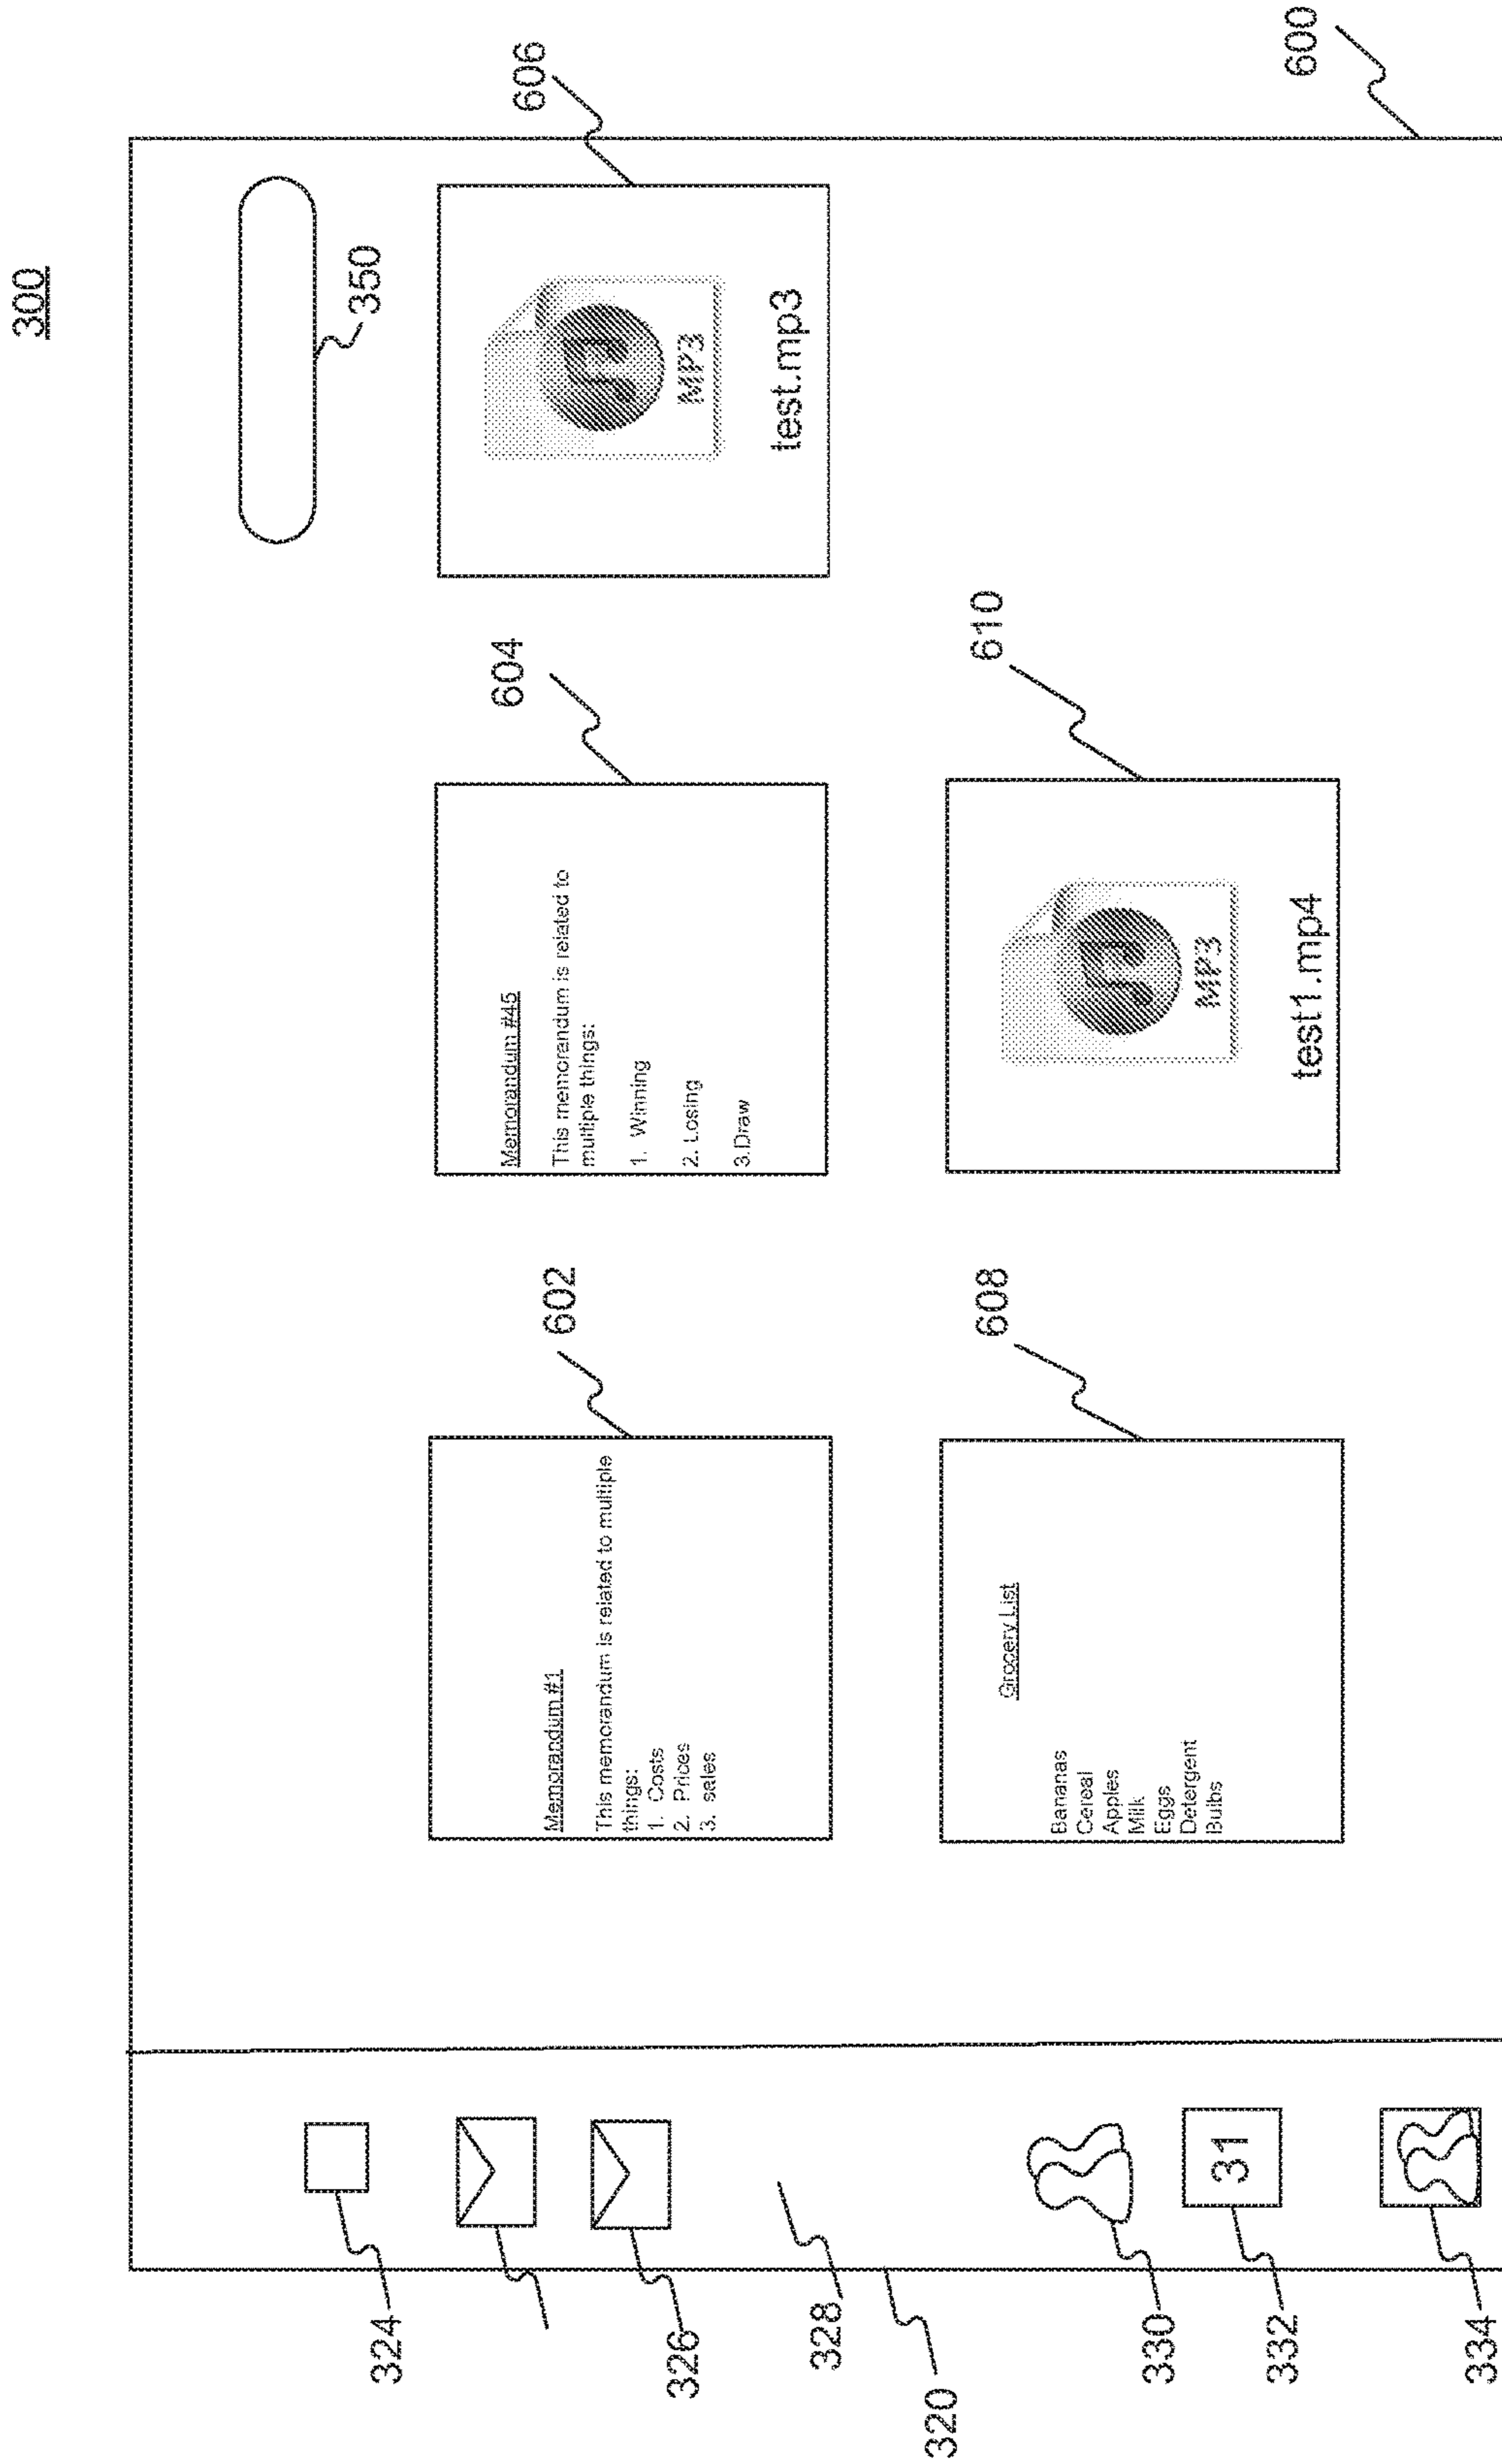 300
350
602
Memorandum #1
This memorandum is related to multiple
things:
1. Costs
2. Prices
3. sales
604
Memorandum #45
This memorandum is related to
multiple things:
1. Winning
2. Losing
3.Draw
606
MP3
test.mp3
608
Grocery List
Bananas
Cereal
Apples
Milk
Eggs
Detergent
Bulbs
610
MP3
test1.mp4
600
324
326
328
320
330
31
332
334